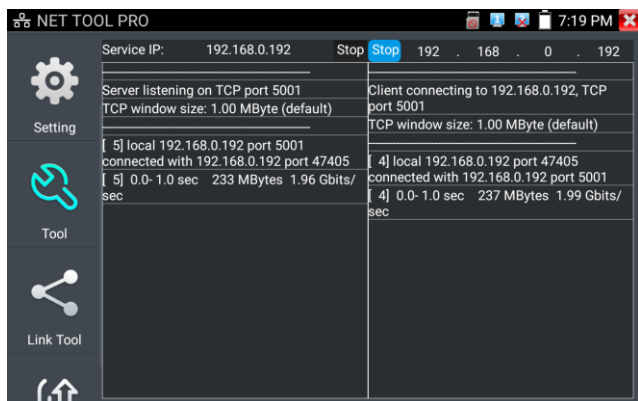 NET TOOL PRO
7:19 PM
Setting
Tool
Link Tool
Service IP: 192.168.0.192 Stop
Server listening on TCP port 5001
TCP window size: 1.00 MByte (default)
[ 5] local 192.168.0.192 port 5001
connected with 192.168.0.192 port 47405
[ 5] 0.0- 1.0 sec 233 MBytes 1.96 Gbits/
sec
Stop 192 . 168 . 0 . 192
Client connecting to 192.168.0.192, TCP
port 5001
TCP window size: 1.00 MByte (default)
[ 4] local 192.168.0.192 port 47405
connected with 192.168.0.192 port 5001
[ 4] 0.0- 1.0 sec 237 MBytes 1.99 Gbits/
sec